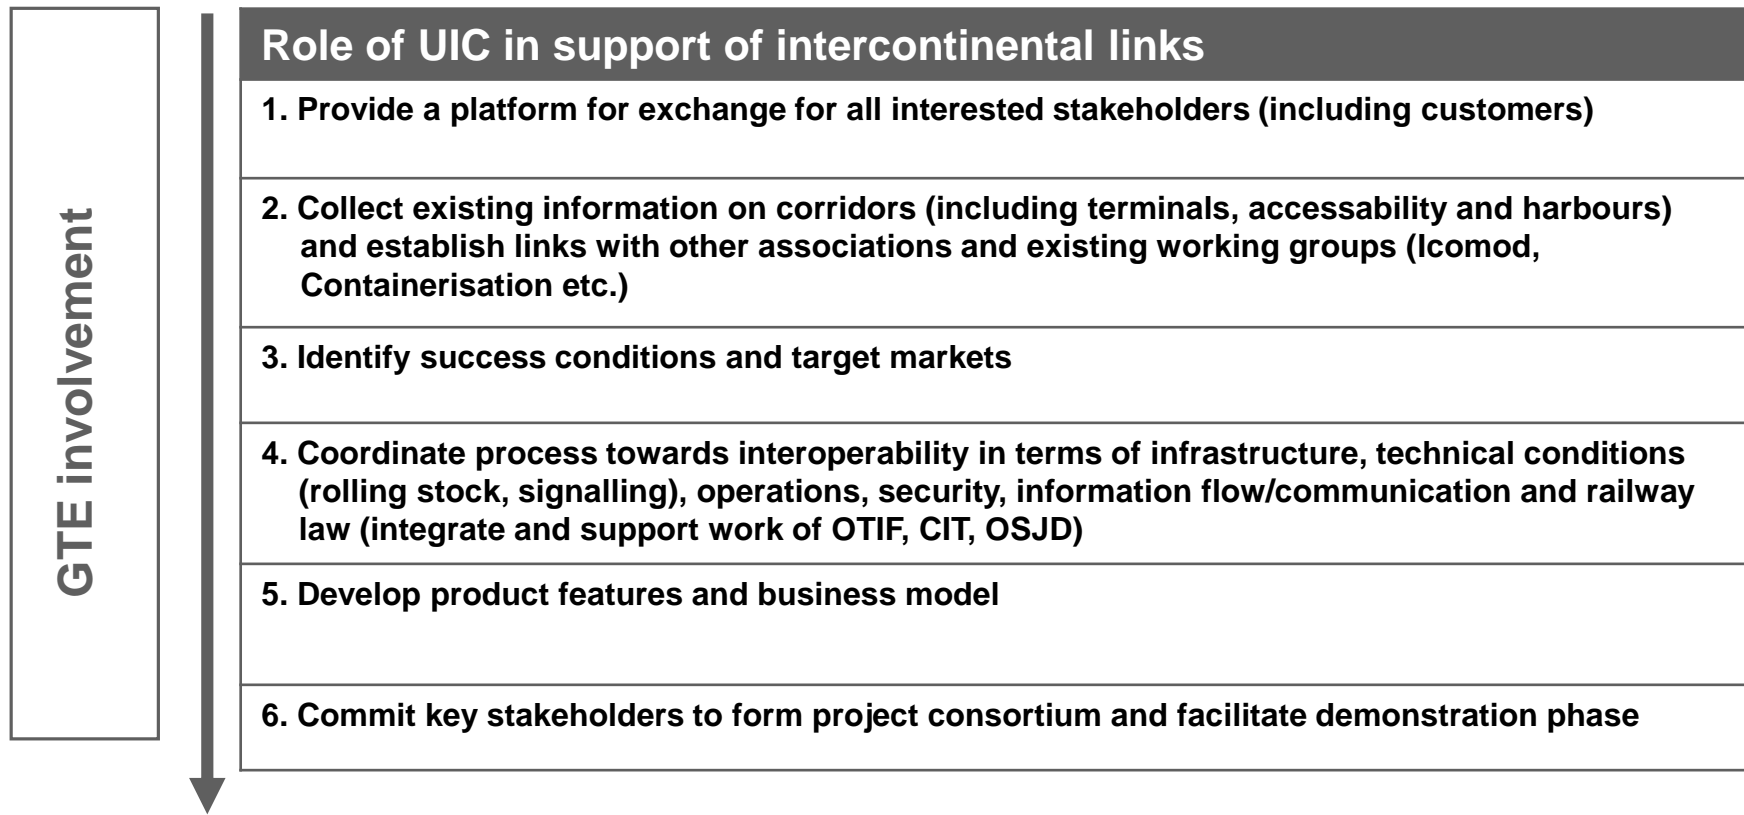 GTE involvement
Role of UIC in support of intercontinental links
1. Provide a platform for exchange for all interested stakeholders (including customers)
2. Collect existing information on corridors (including terminals, accessability and harbours)
and establish links with other associations and existing working groups (Icomod,
Containerisation etc.)
3. Identify success conditions and target markets
4. Coordinate process towards interoperability in terms of infrastructure, technical conditions
(rolling stock, signalling), operations, security, information flow/communication and railway
law (integrate and support work of OTIF, CIT, OSJD)
5. Develop product features and business model
6. Commit key stakeholders to form project consortium and facilitate demonstration phase